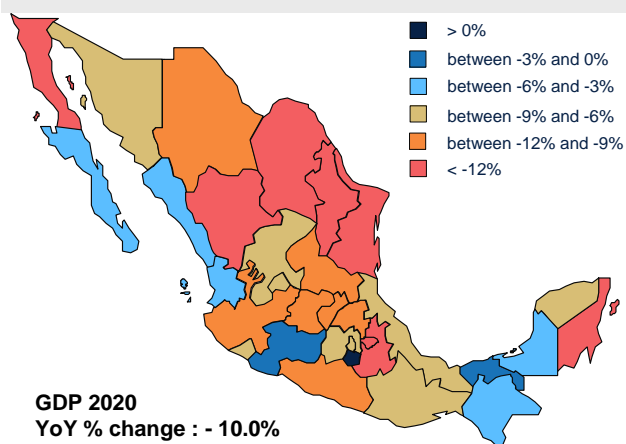 > 0%
between -3% and 0%
between -6% and -3%
between -9% and -6%
between -12% and -9%
< -12%
GDP 2020
YoY % change : - 10.0%